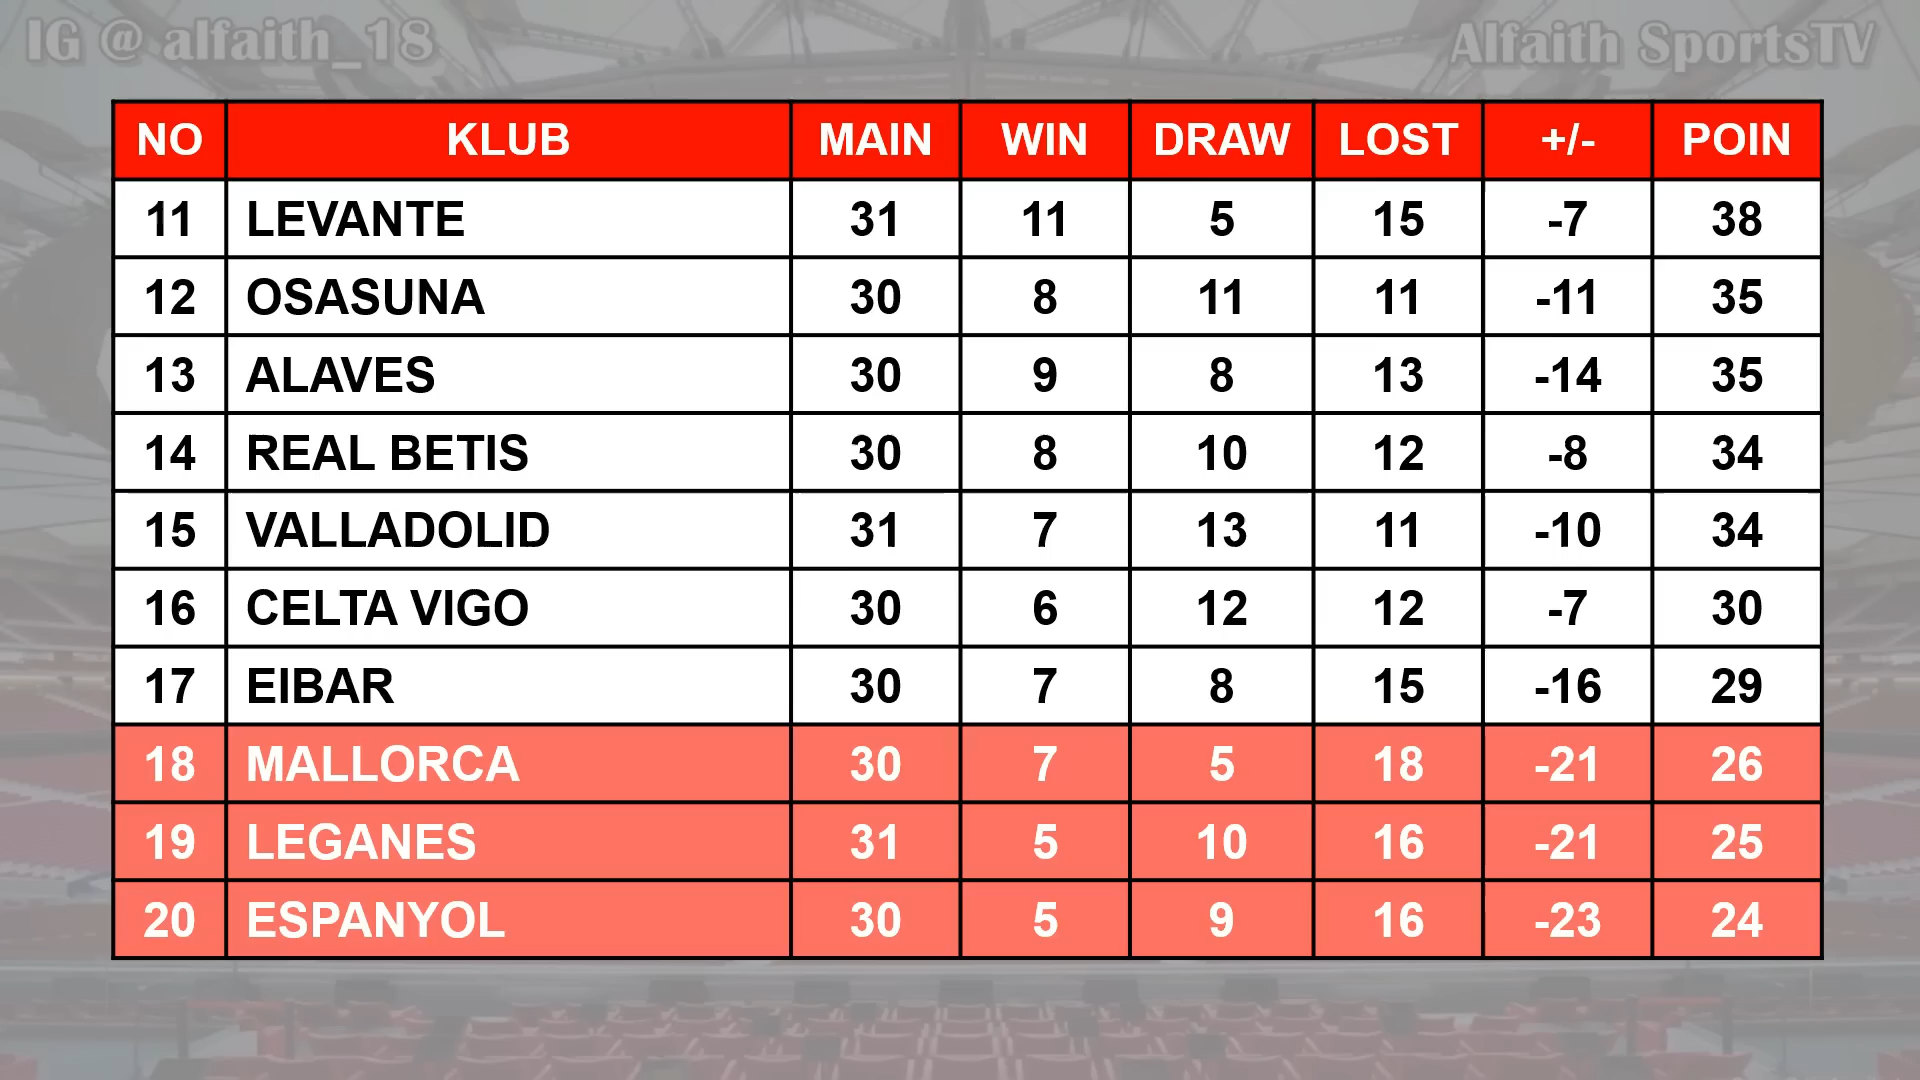 IG @ alfaith_18
Alfaith SportsTV
NO KLUB MAIN WIN DRAW LOST +/- POIN
11 LEVANTE 31 11 5 15 -7 38
12 OSASUNA 30 8 11 11 -11 35
13 ALAVES 30 9 8 13 -14 35
14 REAL BETIS 30 8 10 12 -8 34
15 VALLADOLID 31 7 13 11 -10 34
16 CELTA VIGO 30 6 12 12 -7 30
17 EIBAR 30 7 8 15 -16 29
18 MALLORCA 30 7 5 18 -21 26
19 LEGANES 31 5 10 16 -21 25
20 ESPANYOL 30 5 9 16 -23 24